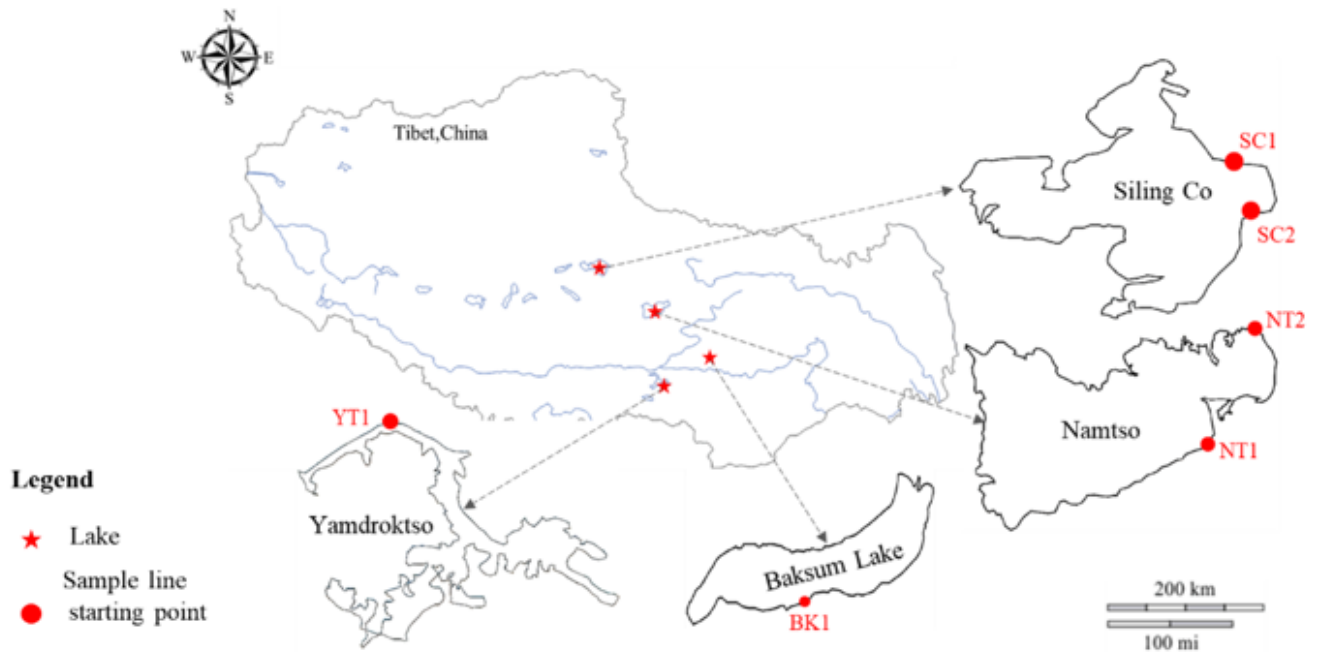 N
W E
S
Tibet,China
SC1
Siling Co
SC2
NT2
Namtso
NT1
YT1
Yamdroktso
Baksum Lake
BK1
Legend
Lake
Sample line
starting point
200 km
100 mi